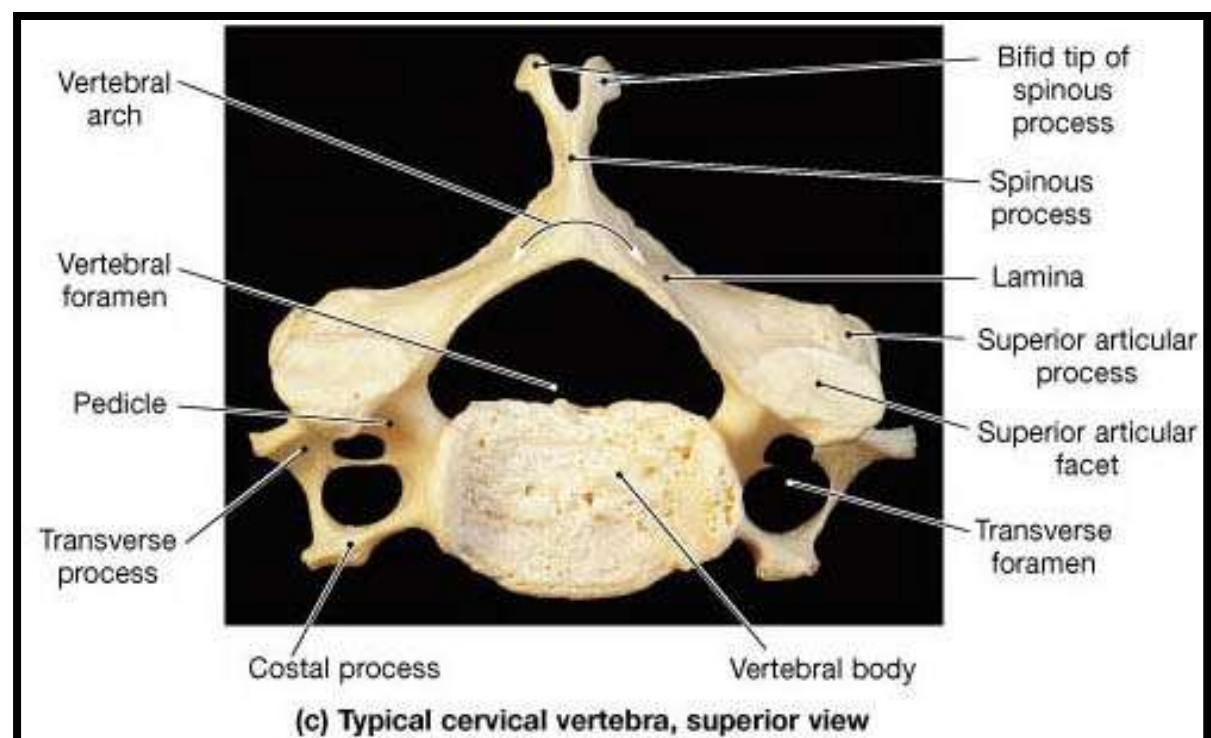 Vertebral
arch
Vertebral
foramen
Pedicle
Transverse
process
Costal process
Bifid tip of
spinous
process
Spinous
process
Lamina
Superior articular
process
Superior articular
facet
Transverse
foramen
Vertebral body
(c) Typical cervical vertebra, superior view